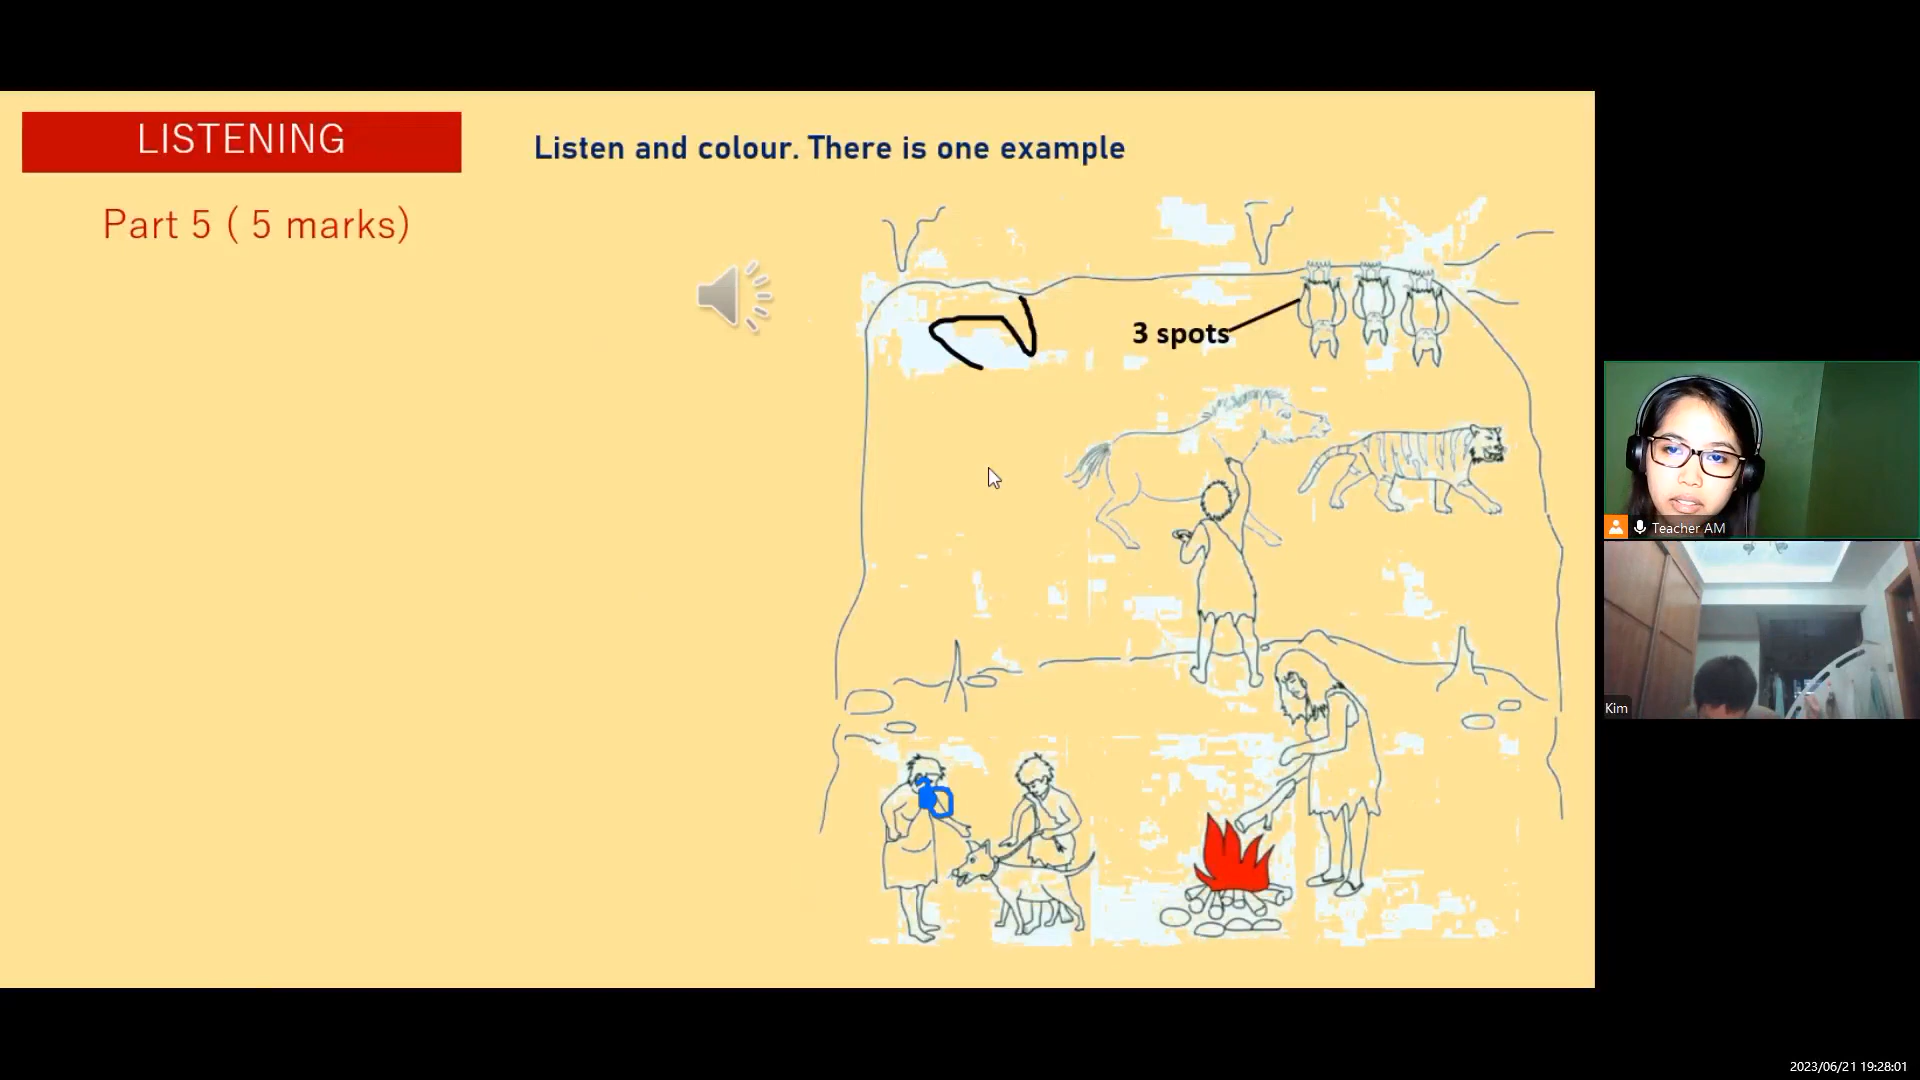 LISTENING
Listen and colour. There is one example
Part 5 ( 5 marks)
3 spots
Teacher AM
Kim
2023/06/21 19:28:01